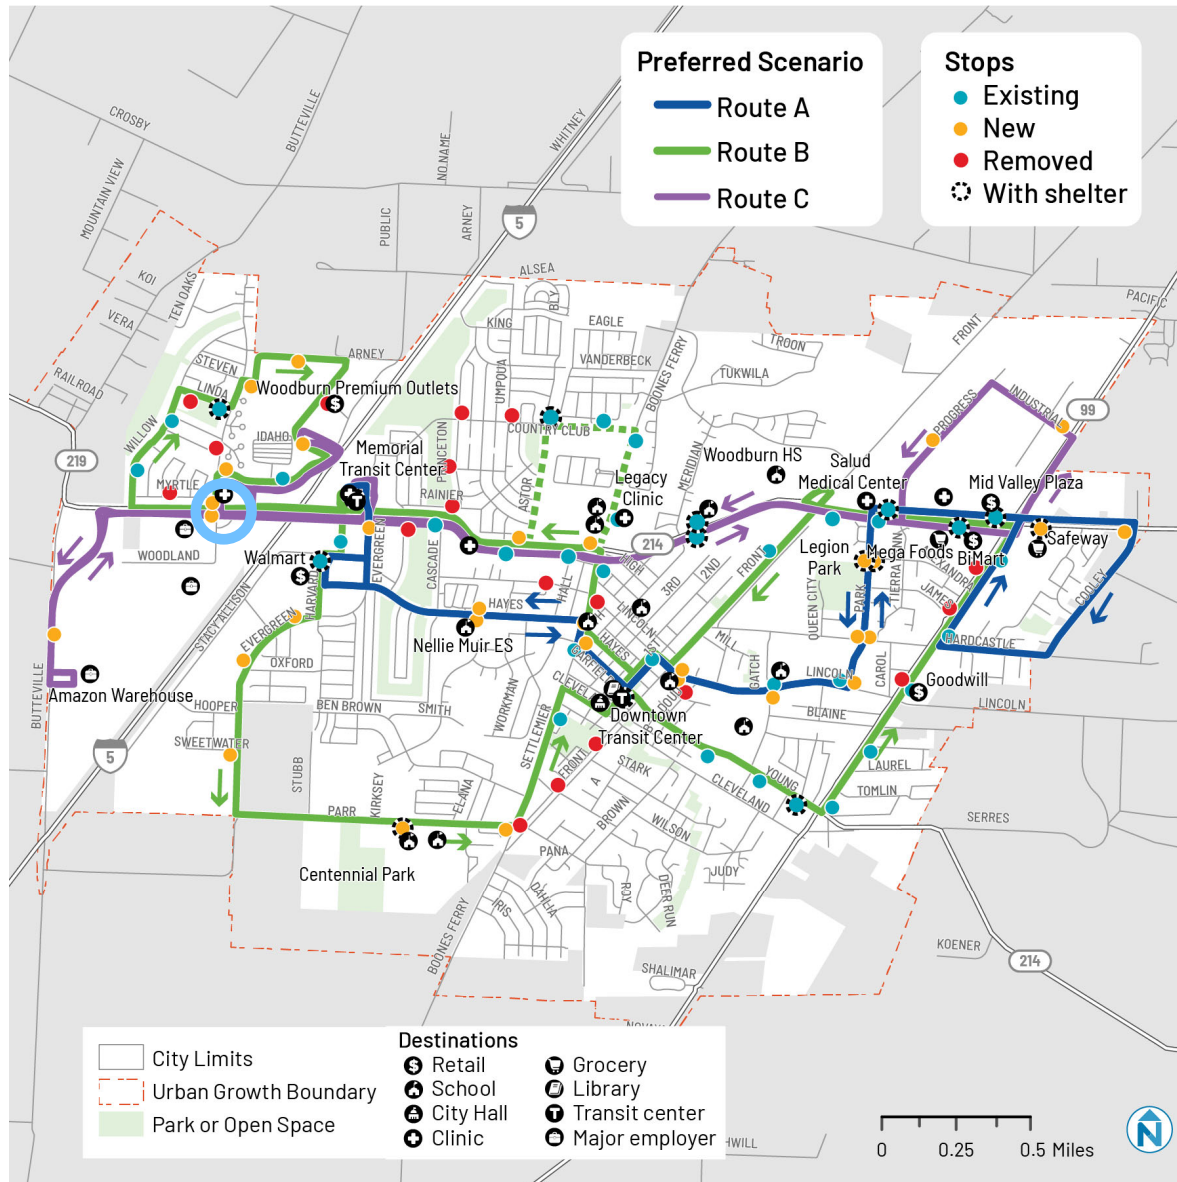 Preferred Scenario
Route A
Route B
Route C
Stops
Existing
New
Removed
With shelter
CROSBY
BUTTEVILLE
MOUNTAIN VIEW
NO NAME
WHITNEY
PUBLIC
ARNEY
5
ALSEA
KOI
TEN OAKS
VERA
RAILROAD
STEVEN
LINDA
ARNEY
KING
BLY
EAGLE
VANDERBECK
UMPQUA
BOONES FERRY
TROON
TUKWILA
FRONT
PACIFIC
Woodburn Premium Outlets
WILLOW
IDAHO
MYRTLE
219
Memorial
Transit Center
PRINCETON
RAINIER
COUNTRY CLUB
ASTOR
Legacy
Clinic
MERIDIAN
Woodburn HS
Salud
Medical Center
PROGRESS
INDUSTRIAL
99
Mid Valley Plaza
WOODLAND
Walmart
EVERGREEN
CASCADE
214
HIGH
Legion
Park
Mega Foods
BiMart
Safeway
STACY ALLISON
HARVARD
HAYES
HALL
3RD
2ND
FRONT
LINCOLN
QUEEN CITY
PARK
TIERRA LYNN
ALEXANDRA
JAMES
COOLEY
HARDCASTLE
EVERGREEN
OXFORD
Nellie Muir ES
HAYES
GARFIELD
MILL
GATCH
LINCOLN
CAROL
Goodwill
BUTTEVILLE
Amazon Warehouse
HOOPER
BEN BROWN
SMITH
WORKMAN
CLEVELAND
Downtown
Transit Center
BLAINE
LINCOLN
SWEETWATER
5
STUBB
SETTLEMIER
FRONT
STARK
A
YOUNG
CLEVELAND
LAUREL
TOMLIN
PARR
KIRKSEY
ELANA
BROWN
WILSON
SERRES
PANA
JUDY
Centennial Park
IRIS
DAHLIA
ROY
DEER RUN
BOONES FERRY
SHALIMAR
KOENER
214
City Limits
Urban Growth Boundary
Park or Open Space
Destinations
Retail
School
City Hall
Clinic
Grocery
Library
Transit center
Major employer
0
0.25
0.5 Miles
N